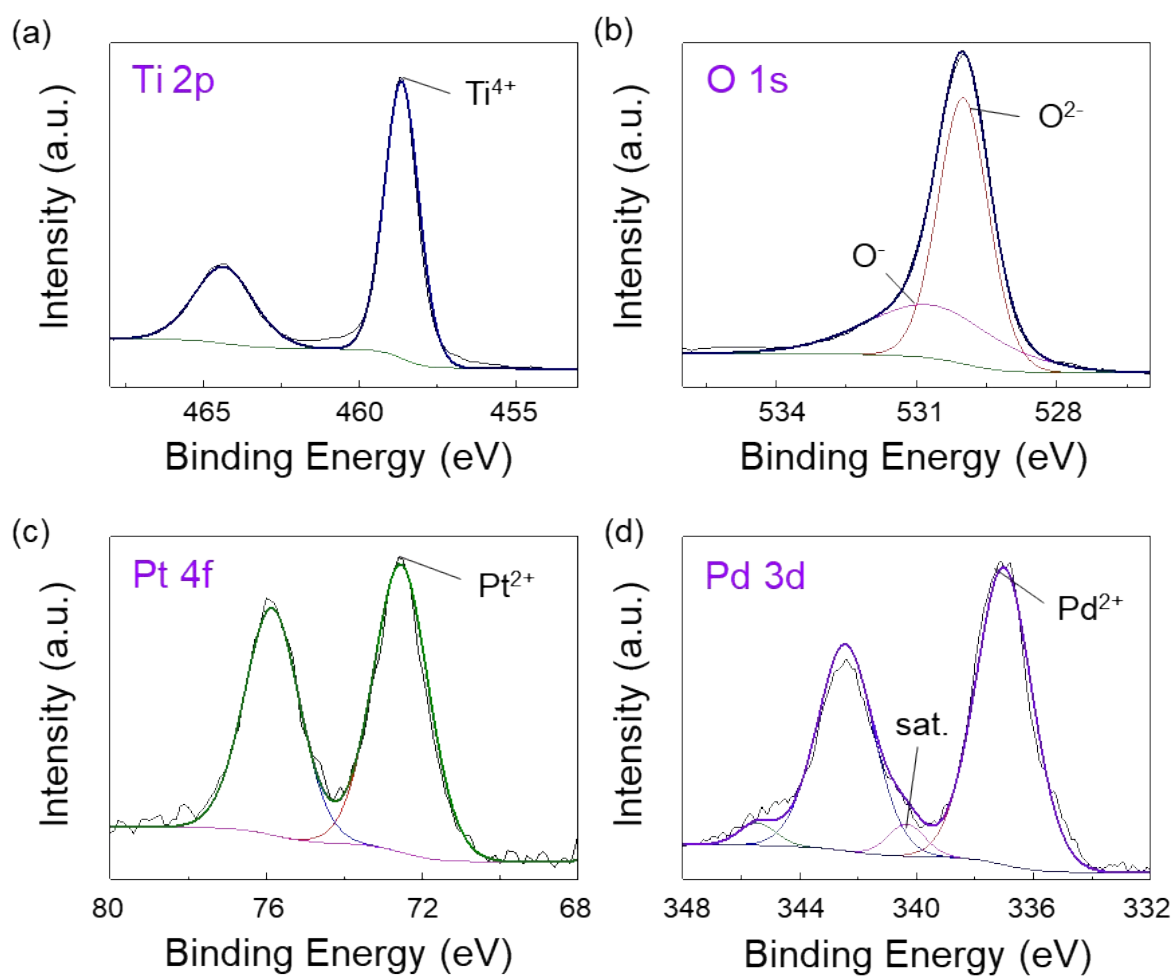 (a)
Ti 2p
Ti⁴⁺
Intensity (a.u.)
465 460 455
Binding Energy (eV)
(b)
O 1s
O²⁻
O⁻
Intensity (a.u.)
534 531 528
Binding Energy (eV)
(c)
Pt 4f
Pt²⁺
Intensity (a.u.)
80 76 72 68
Binding Energy (eV)
(d)
Pd 3d
Pd²⁺
sat.
Intensity (a.u.)
348 344 340 336 332
Binding Energy (eV)